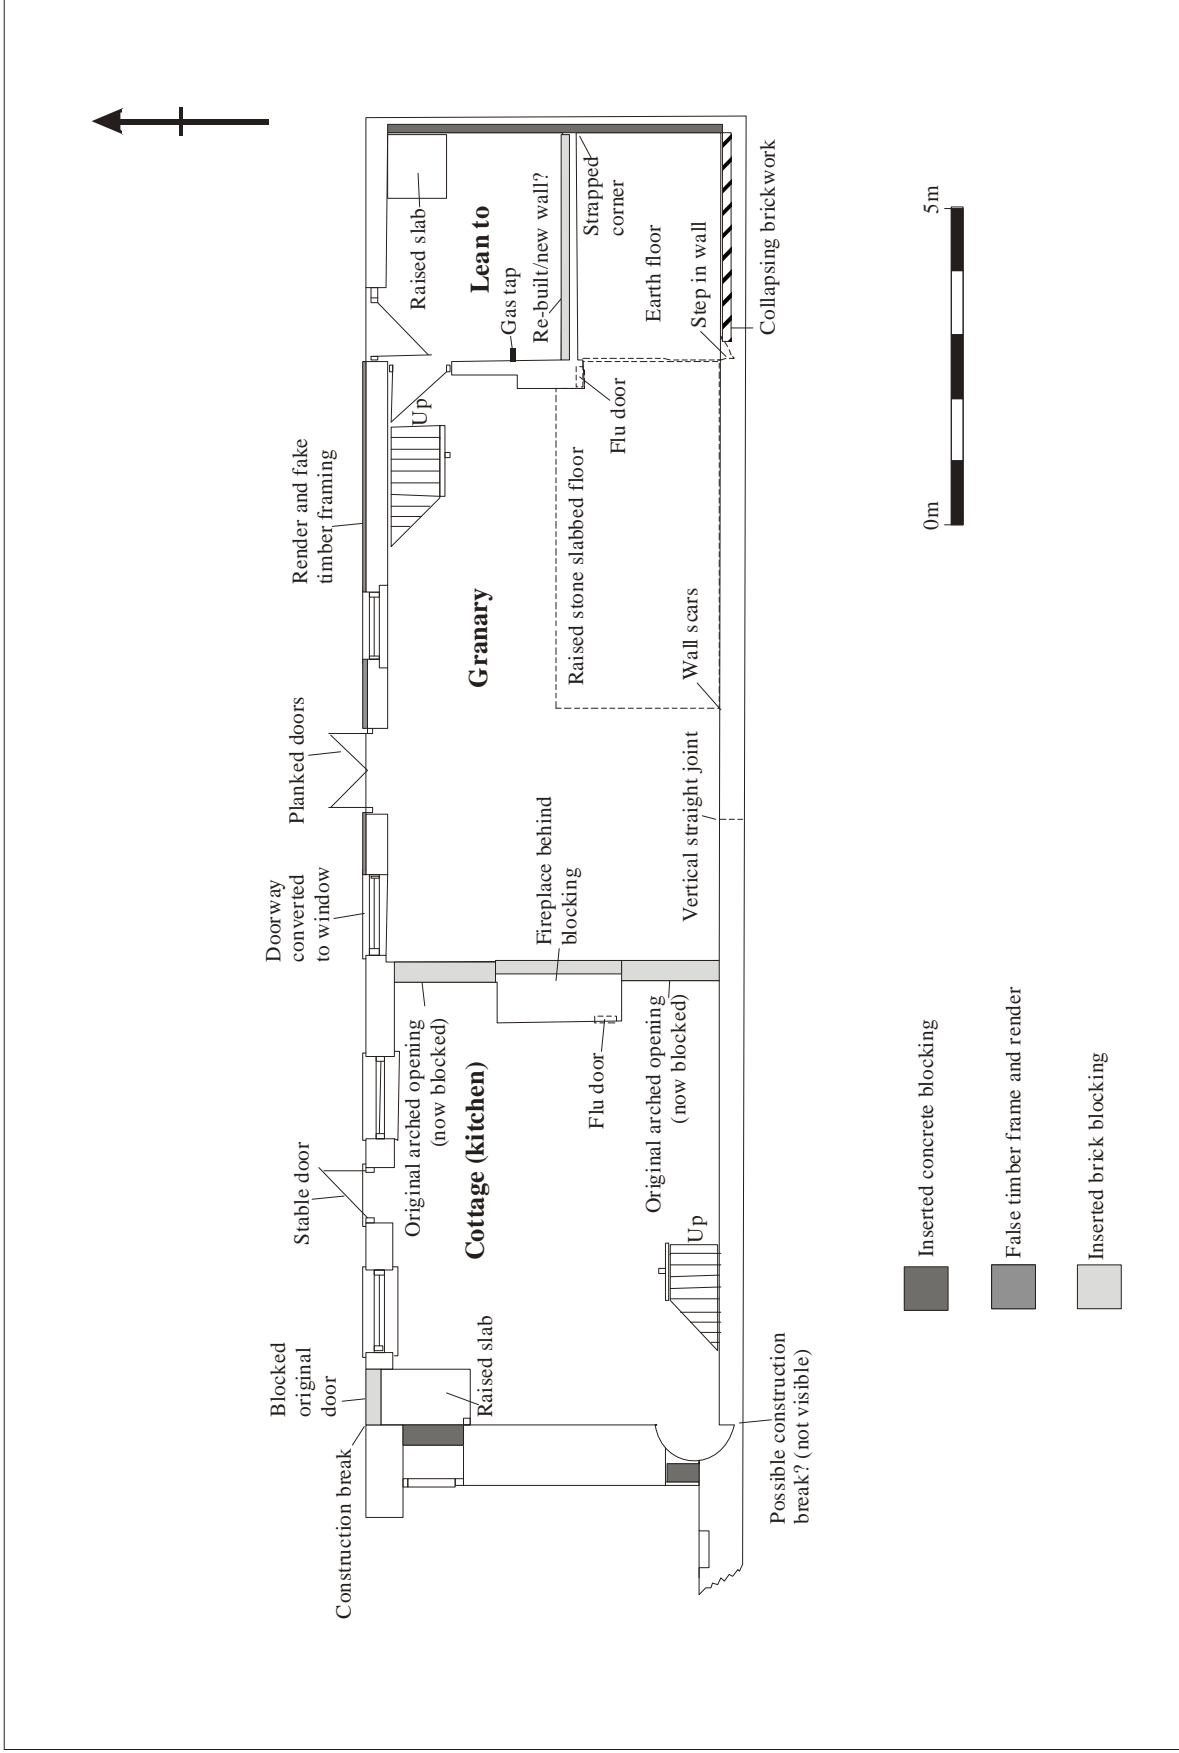 Construction break
Blocked
original
door
Stable door
Doorway
converted
to window
Planked doors
Render and fake
timber framing
Raised slab
Original arched opening
(now blocked)
Cottage (kitchen)
Flu door
Original arched opening
(now blocked)
Up
Fireplace behind
blocking
Granary
Up
Raised stone slabbed floor
Wall scars
Vertical straight joint
Flu door
Raised slab
Lean to
Gas tap
Re-built/new wall?
Strapped
corner
Earth floor
Step in wall
Collapsing brickwork
Possible construction
break? (not visible)
Inserted concrete blocking
False timber frame and render
Inserted brick blocking
0m
5m